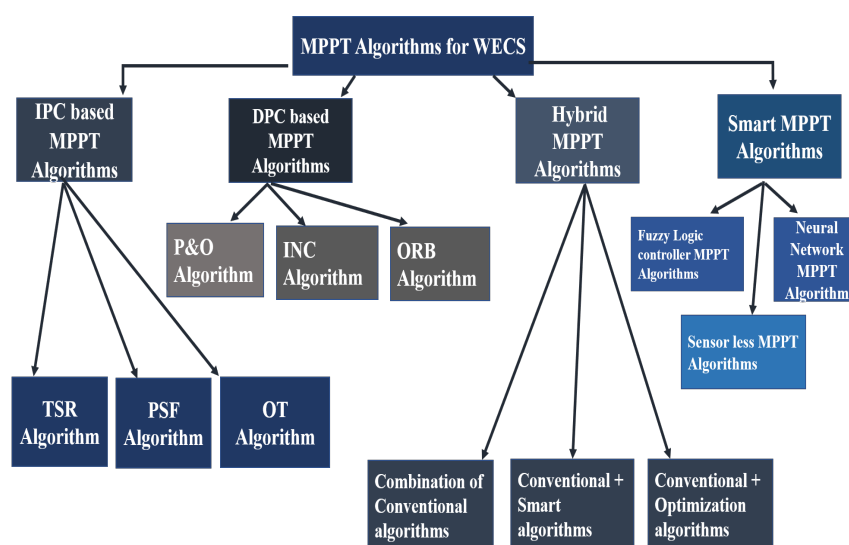 MPPT Algorithms for WECS
IPC based
MPPT
Algorithms
DPC based
MPPT
Algorithms
Hybrid
MPPT
Algorithms
Smart MPPT
Algorithms
P&O
Algorithm
INC
Algorithm
ORB
Algorithm
Fuzzy Logic
controller MPPT
Algorithms
Neural
Network
MPPT
Algorithm
Sensor less MPPT
Algorithms
TSR
Algorithm
PSF
Algorithm
OT
Algorithm
Combination of
Conventional
algorithms
Conventional +
Smart
algorithms
Conventional +
Optimization
algorithms